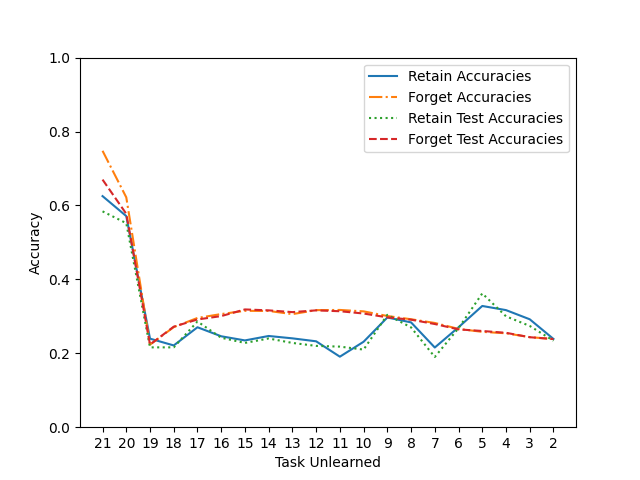 1.0
0.8
0.6
0.4
0.2
0.0
Accuracy
Retain Accuracies
Forget Accuracies
Retain Test Accuracies
Forget Test Accuracies
21 20 19 18 17 16 15 14 13 12 11 10 9 8 7 6 5 4 3 2
Task Unlearned